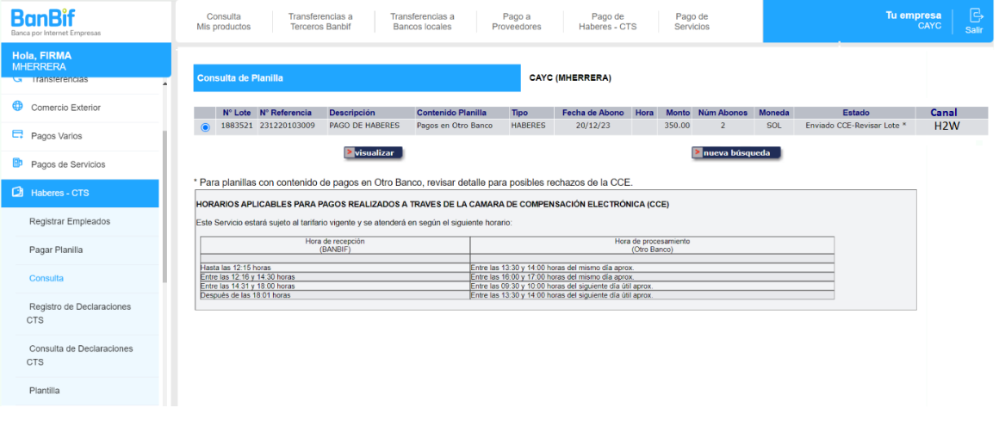 BanBif
Banca por Internet Empresas
Consulta
Mis productos
Transferencias a
Terceros Banbif
Transferencias a
Bancos locales
Pago a
Proveedores
Pago de
Haberes - CTS
Pago de
Servicios
Tu empresa
CAYC
Salir
Hola, FIRMA
MHERRERA
Transferencias
Comercio Exterior
Pagos Varios
Pagos de Servicios
Haberes - CTS
Registrar Empleados
Pagar Planilla
Consulta
Registro de Declaraciones
CTS
Consulta de Declaraciones
CTS
Plantilla
Consulta de Planilla
CAYC (MHERRERA)
N° Lote N° Referencia Descripción Contenido Planilla Tipo Fecha de Abono Hora Monto Núm Abonos Moneda Estado Canal
1883521 231220103009 PAGO DE HABERES Pagos en Otro Banco HABERES 20/12/23 350.00 2 SOL Enviado CCE-Revisar Lote * H2W
> visualizar
> nueva búsqueda
* Para planillas con contenido de pagos en Otro Banco, revisar detalle para posibles rechazos de la CCE.
HORARIOS APLICABLES PARA PAGOS REALIZADOS A TRAVES DE LA CAMARA DE COMPENSACIÓN ELECTRÓNICA (CCE)
Este Servicio estará sujeto al tarifario vigente y se atenderá en según el siguiente horario:
Hora de recepción
(BANBIF)
Hora de procesamiento
(Otro Banco)
Hasta las 12:15 horas Entre las 13:30 y 14:00 horas del mismo día aprox.
Entre las 12:16 y 14:30 horas Entre las 16:00 y 17:00 horas del mismo día aprox.
Entre las 14:31 y 18:00 horas Entre las 09:30 y 10:00 horas del siguiente día útil aprox.
Después de las 18:01 horas Entre las 13:30 y 14:00 horas del siguiente día útil aprox.